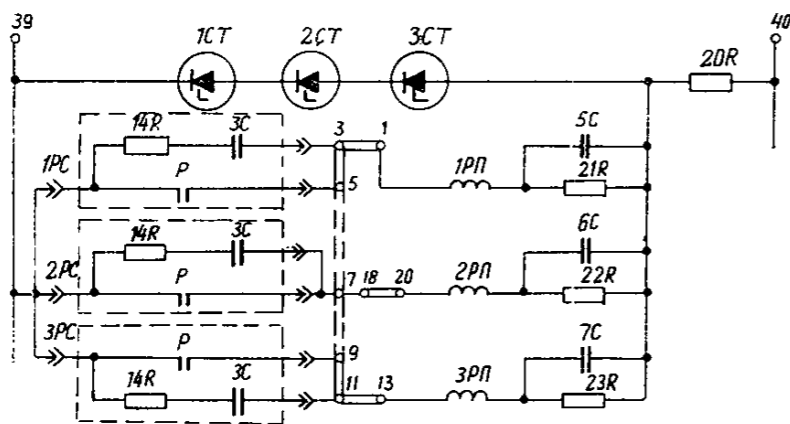 39
40
1СТ
2СТ
3СТ
20R
14R
3С
3
1
5С
1РС
Р
5
1РП
21R
14R
3С
6С
2РС
Р
7
18
20
2РП
22R
3РС
Р
9
7С
14R
3С
11
13
3РП
23R